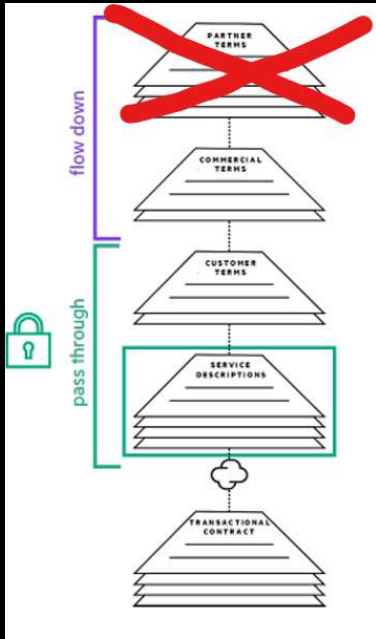 PARTNER
TERMS
flow down
COMMERCIAL
TERMS
CUSTOMER
TERMS
pass through
SERVICE
DESCRIPTIONS
TRANSACTIONAL
CONTRACT